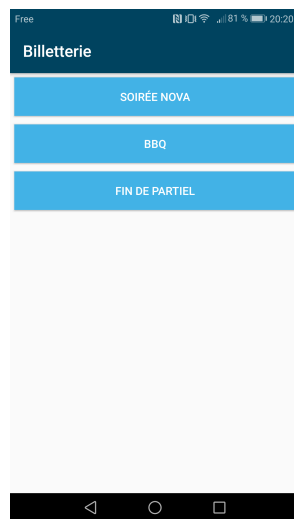 Free 81 % 20:20
Billetterie
SOIRÉE NOVA
BBQ
FIN DE PARTIEL